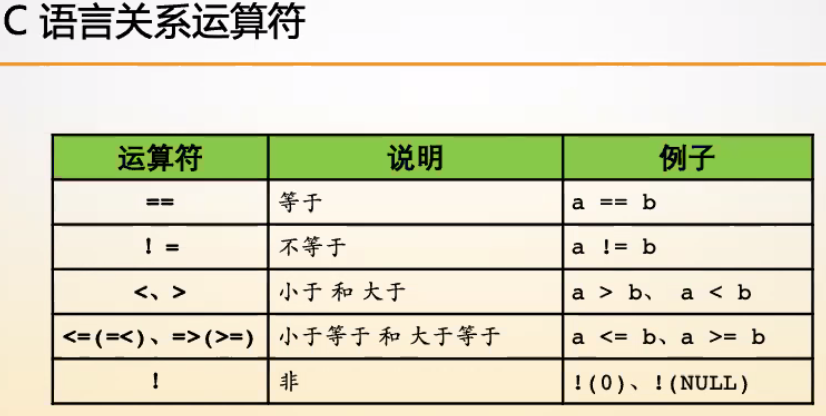 C 语言关系运算符
运算符 说明 例子
== 等于 a == b
! = 不等于 a != b
<、> 小于 和 大于 a > b、 a < b
<=(=<)、=>(>=) 小于等于 和 大于等于 a <= b、a >= b
! 非 !(0)、!(NULL)